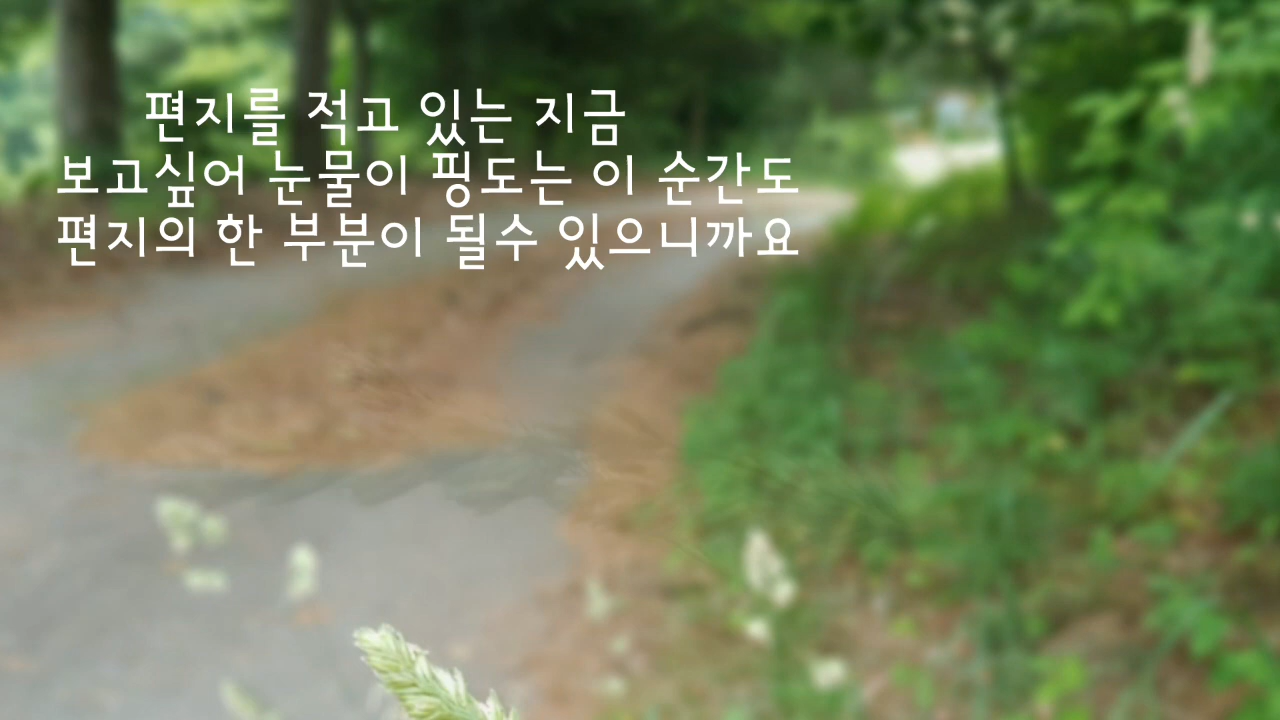 편지를 적고 있는 지금
보고싶어 눈물이 핑도는 이 순간도
편지의 한 부분이 될수 있으니까요